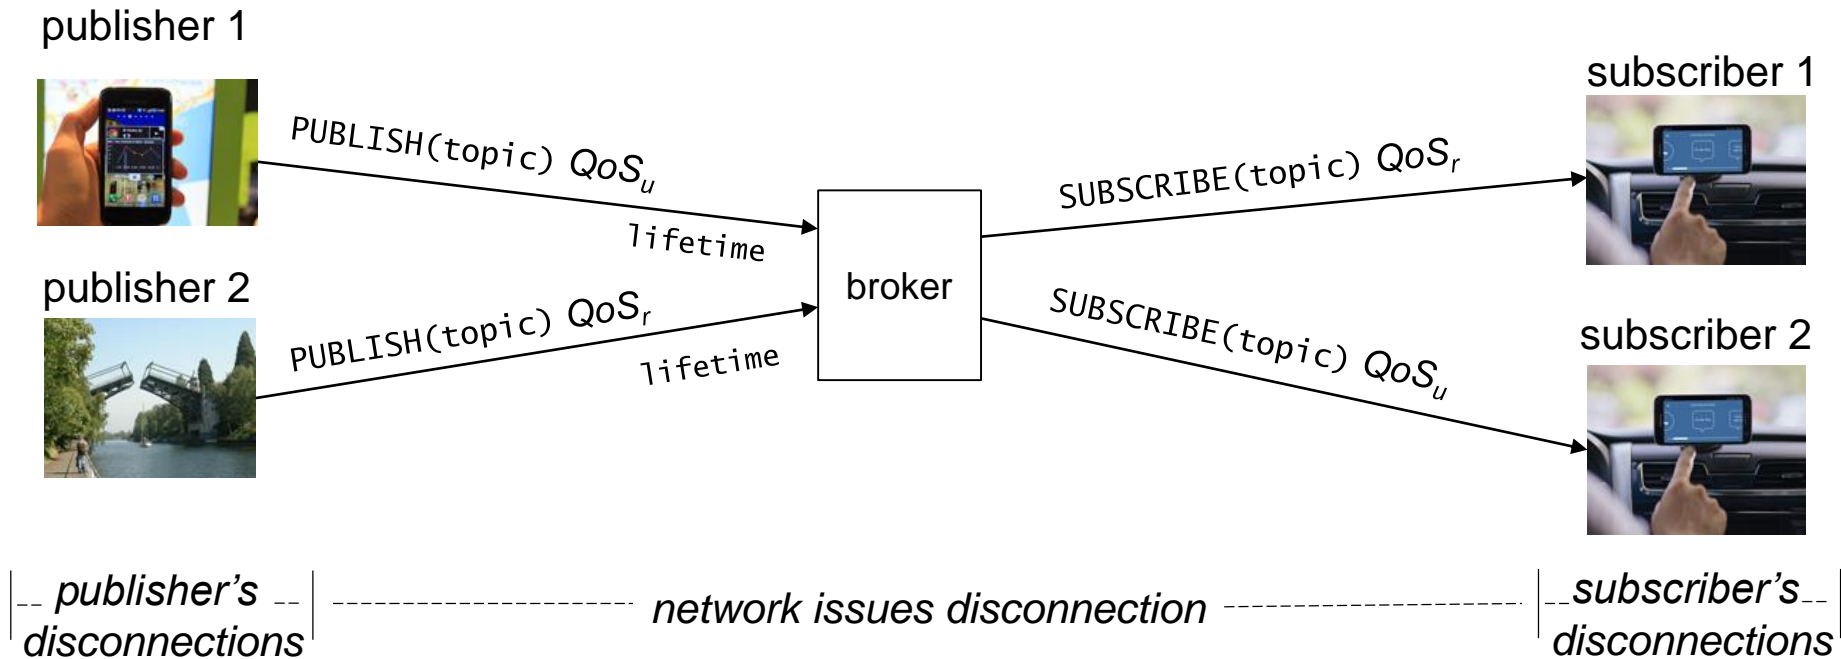 publisher 1
subscriber 1
PUBLISH(topic) QoSu
lifetime
SUBSCRIBE(topic) QoSr
publisher 2
broker
PUBLISH(topic) QoSr
lifetime
SUBSCRIBE(topic) QoSu
subscriber 2
publisher's
disconnections
network issues disconnection
subscriber's
disconnections